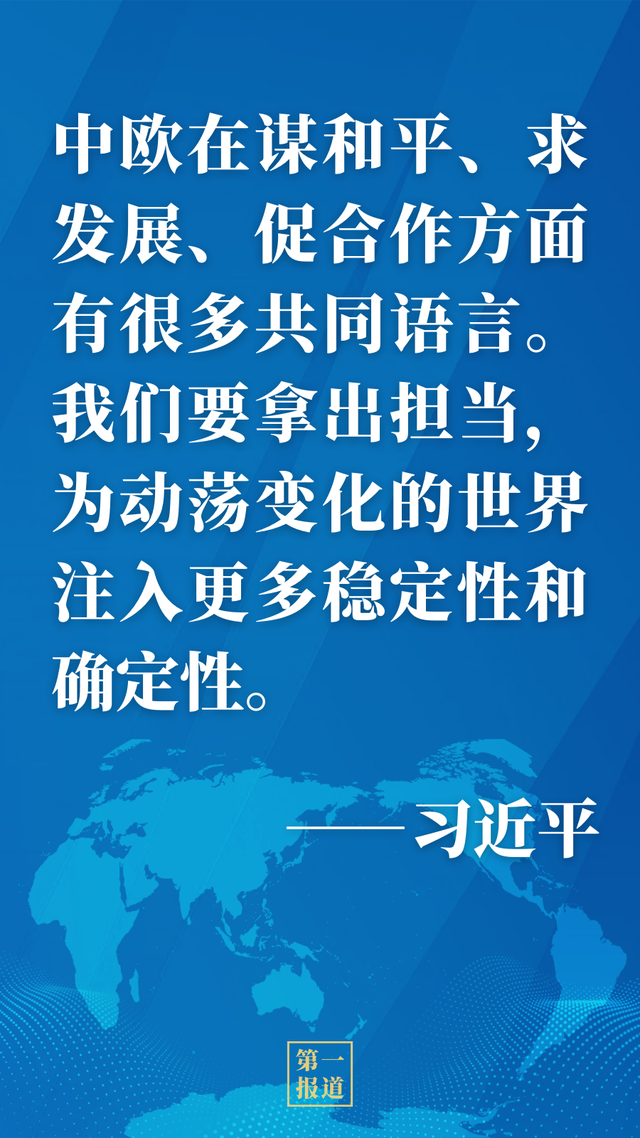 中欧在谋和平、求
发展、促合作方面
有很多共同语言。
我们要拿出担当，
为动荡变化的世界
注入更多稳定性和
确定性。
——习近平
第一
报道